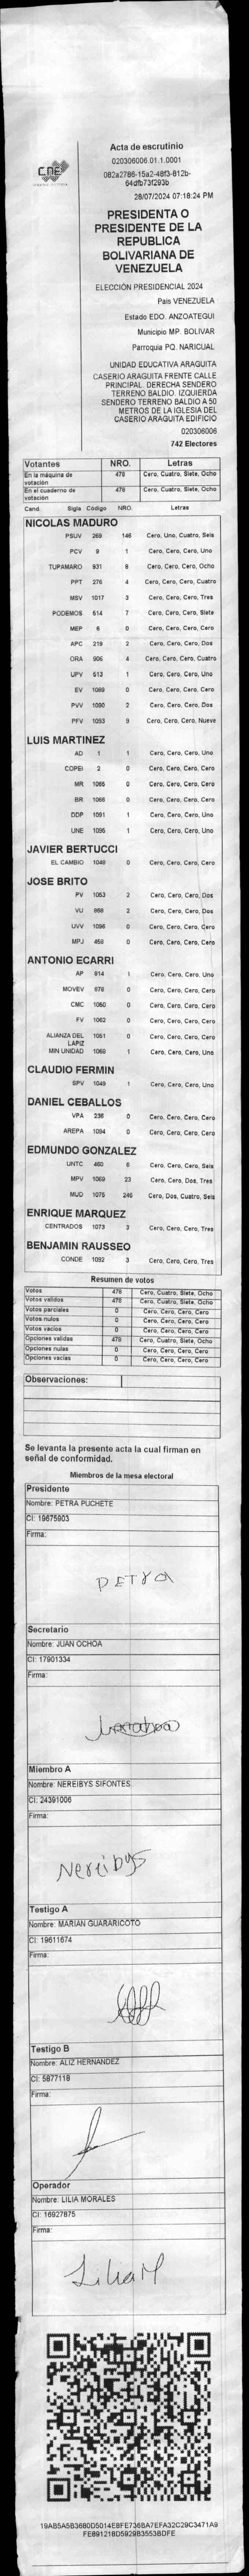 CNE
Acta de escrutinio
020306006.01.1.0001
082a2786-15a2-48f3-812b-
64dfb73f293b
28/07/2024 07:18:24 PM
PRESIDENTA O
PRESIDENTE DE LA
REPUBLICA
BOLIVARIANA DE
VENEZUELA
ELECCIÓN PRESIDENCIAL 2024
País VENEZUELA
Estado EDO. ANZOATEGUI
Municipio MP. BOLIVAR
Parroquia PQ. NARICUAL
UNIDAD EDUCATIVA ARAGUITA
CASERIO ARAGUITA FRENTE CALLE
PRINCIPAL. DERECHA SENDERO
TERRENO BALDIO. IZQUIERDA
SENDERO TERRENO BALDIO A 50
METROS DE LA IGLESIA DEL
CASERIO ARAGUITA EDIFICIO
020306006
742 Electores
Votantes NRO. Letras
En la máquina de votación 478 Cero, Cuatro, Siete, Ocho
En el cuaderno de votación 478 Cero, Cuatro, Siete, Ocho
Cand. Sigla Código NRO. Letras
NICOLAS MADURO
PSUV 269 146 Cero, Uno, Cuatro, Seis
PCV 9 1 Cero, Cero, Cero, Uno
TUPAMARO 931 8 Cero, Cero, Cero, Ocho
PPT 276 4 Cero, Cero, Cero, Cuatro
MSV 1017 3 Cero, Cero, Cero, Tres
PODEMOS 514 7 Cero, Cero, Cero, Siete
MEP 6 0 Cero, Cero, Cero, Cero
APC 219 2 Cero, Cero, Cero, Dos
ORA 905 4 Cero, Cero, Cero, Cuatro
UPV 513 1 Cero, Cero, Cero, Uno
EV 1089 0 Cero, Cero, Cero, Cero
PVV 1090 2 Cero, Cero, Cero, Dos
PFV 1093 9 Cero, Cero, Cero, Nueve
LUIS MARTINEZ
AD 1 1 Cero, Cero, Cero, Uno
COPEI 2 0 Cero, Cero, Cero, Cero
MR 1065 0 Cero, Cero, Cero, Cero
BR 1066 0 Cero, Cero, Cero, Cero
DDP 1091 1 Cero, Cero, Cero, Uno
UNE 1095 1 Cero, Cero, Cero, Uno
JAVIER BERTUCCI
EL CAMBIO 1049 0 Cero, Cero, Cero, Cero
JOSE BRITO
PV 1053 2 Cero, Cero, Cero, Dos
VU 868 2 Cero, Cero, Cero, Dos
UVV 1096 0 Cero, Cero, Cero, Cero
MPJ 458 0 Cero, Cero, Cero, Cero
ANTONIO ECARRI
AP 814 1 Cero, Cero, Cero, Uno
MOVEV 878 0 Cero, Cero, Cero, Cero
CMC 1050 0 Cero, Cero, Cero, Cero
FV 1062 0 Cero, Cero, Cero, Cero
ALIANZA DEL LÁPIZ 1051 0 Cero, Cero, Cero, Cero
MIN UNIDAD 1068 1 Cero, Cero, Cero, Uno
CLAUDIO FERMIN
SPV 1048 1 Cero, Cero, Cero, Uno
DANIEL CEBALLOS
VPA 236 0 Cero, Cero, Cero, Cero
AREPA 1094 0 Cero, Cero, Cero, Cero
EDMUNDO GONZALEZ
UNTC 460 6 Cero, Cero, Cero, Seis
MPV 1069 23 Cero, Cero, Dos, Tres
MUD 1075 246 Cero, Dos, Cuatro, Seis
ENRIQUE MARQUEZ
CENTRADOS 1073 3 Cero, Cero, Cero, Tres
BENJAMIN RAUSSEO
CONDE 1092 3 Cero, Cero, Cero, Tres
Resumen de votos
Votos 478 Cero, Cuatro, Siete, Ocho
Votos validos 478 Cero, Cuatro, Siete, Ocho
Votos parciales 0 Cero, Cero, Cero, Cero
Votos nulos 0 Cero, Cero, Cero, Cero
Votos vacíos 0 Cero, Cero, Cero, Cero
Opciones validas 478 Cero, Cuatro, Siete, Ocho
Opciones nulas 0 Cero, Cero, Cero, Cero
Opciones vacias 0 Cero, Cero, Cero, Cero
Observaciones:
Se levanta la presente acta la cual firman en
señal de conformidad.
Miembros de la mesa electoral
Presidente
Nombre: PETRA PUCHETE
CI: 19675903
Firma:
PETRA
Secretario
Nombre: JUAN OCHOA
CI: 17901334
Firma:
Miembro A
Nombre: NEREIBYS SIFONTES
CI: 24391006
Firma:
Nereibys
Testigo A
Nombre: MARIAN GUARARICOTO
CI: 19611674
Firma:
Testigo B
Nombre: ALIZ HERNANDEZ
CI: 5877118
Firma:
Operador
Nombre: LILIA MORALES
CI: 16927875
Firma:
Lilia M
19AB5A5B3680D5014E8FE736BA7EFA32C29C3471A9
FE891218D5929B3553BDFE